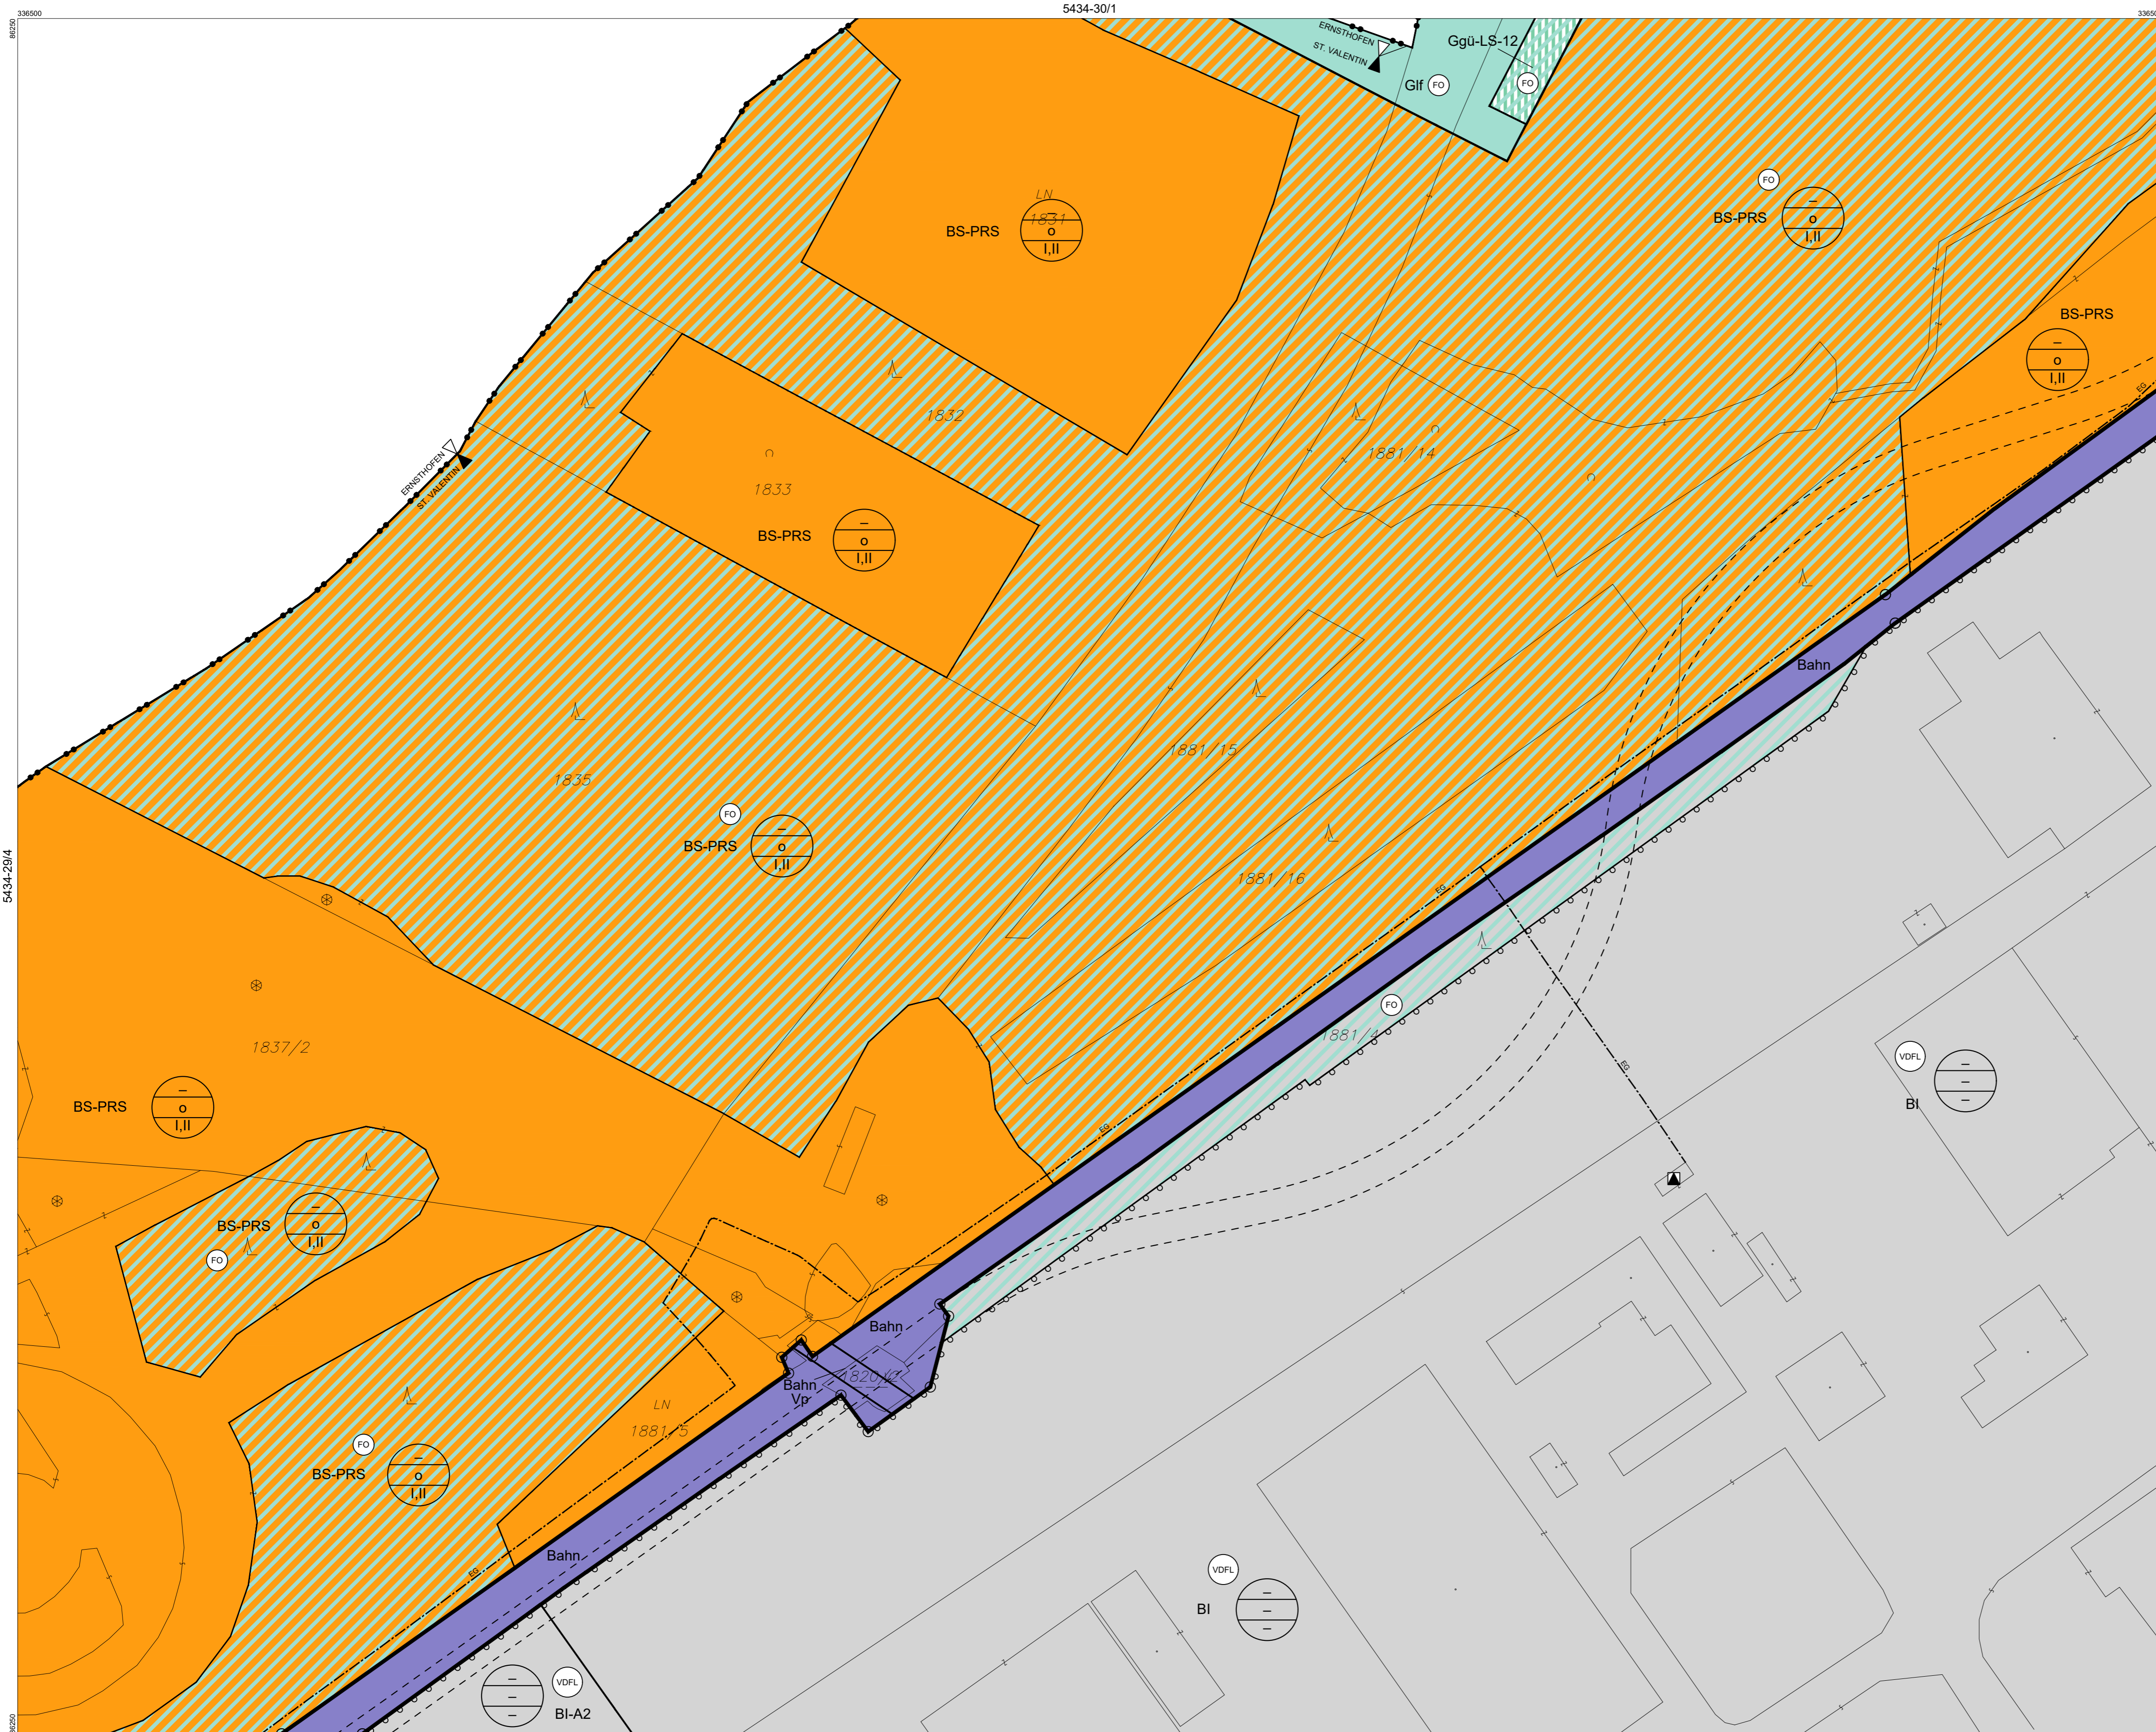 5434-30/1
336500
3365
86250
ERNSTHOFEN
ST. VALENTIN
Ggü-LS-12
FO
Glf FO
FO
LN
1831
BS-PRS
–
o
I,II
BS-PRS
–
o
I,II
BS-PRS
–
o
I,II
EG
1832
ERNSTHOFEN
ST. VALENTIN
1833
BS-PRS
–
o
I,II
1881/14
Bahn
1881/15
1835
FO
BS-PRS
–
o
I,II
5434-29/4
1881/16
EG
FO
1881/4
1837/2
VDFL
BI
–
–
–
EG
BS-PRS
–
o
I,II
EG
BS-PRS
–
o
I,II
FO
Bahn
1820/2
Bahn
Vp
LN
1881/5
FO
BS-PRS
–
o
I,II
Bahn
EG
VDFL
BI
–
–
–
–
–
–
VDFL
BI-A2
86250